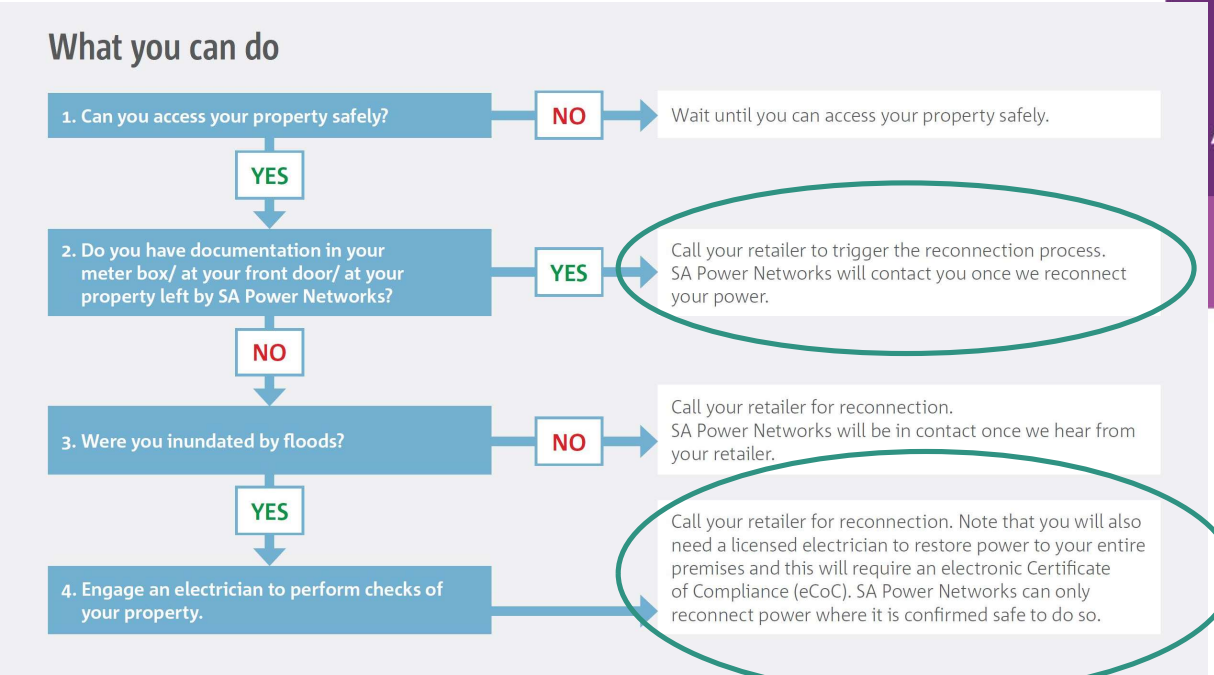 What you can do
1. Can you access your property safely?
NO
Wait until you can access your property safely.
YES
2. Do you have documentation in your
meter box/ at your front door/ at your
property left by SA Power Networks?
YES
Call your retailer to trigger the reconnection process.
SA Power Networks will contact you once we reconnect
your power.
NO
3. Were you inundated by floods?
NO
Call your retailer for reconnection.
SA Power Networks will be in contact once we hear from
your retailer.
YES
4. Engage an electrician to perform checks of
your property.
Call your retailer for reconnection. Note that you will also
need a licensed electrician to restore power to your entire
premises and this will require an electronic Certificate
of Compliance (eCoC). SA Power Networks can only
reconnect power where it is confirmed safe to do so.